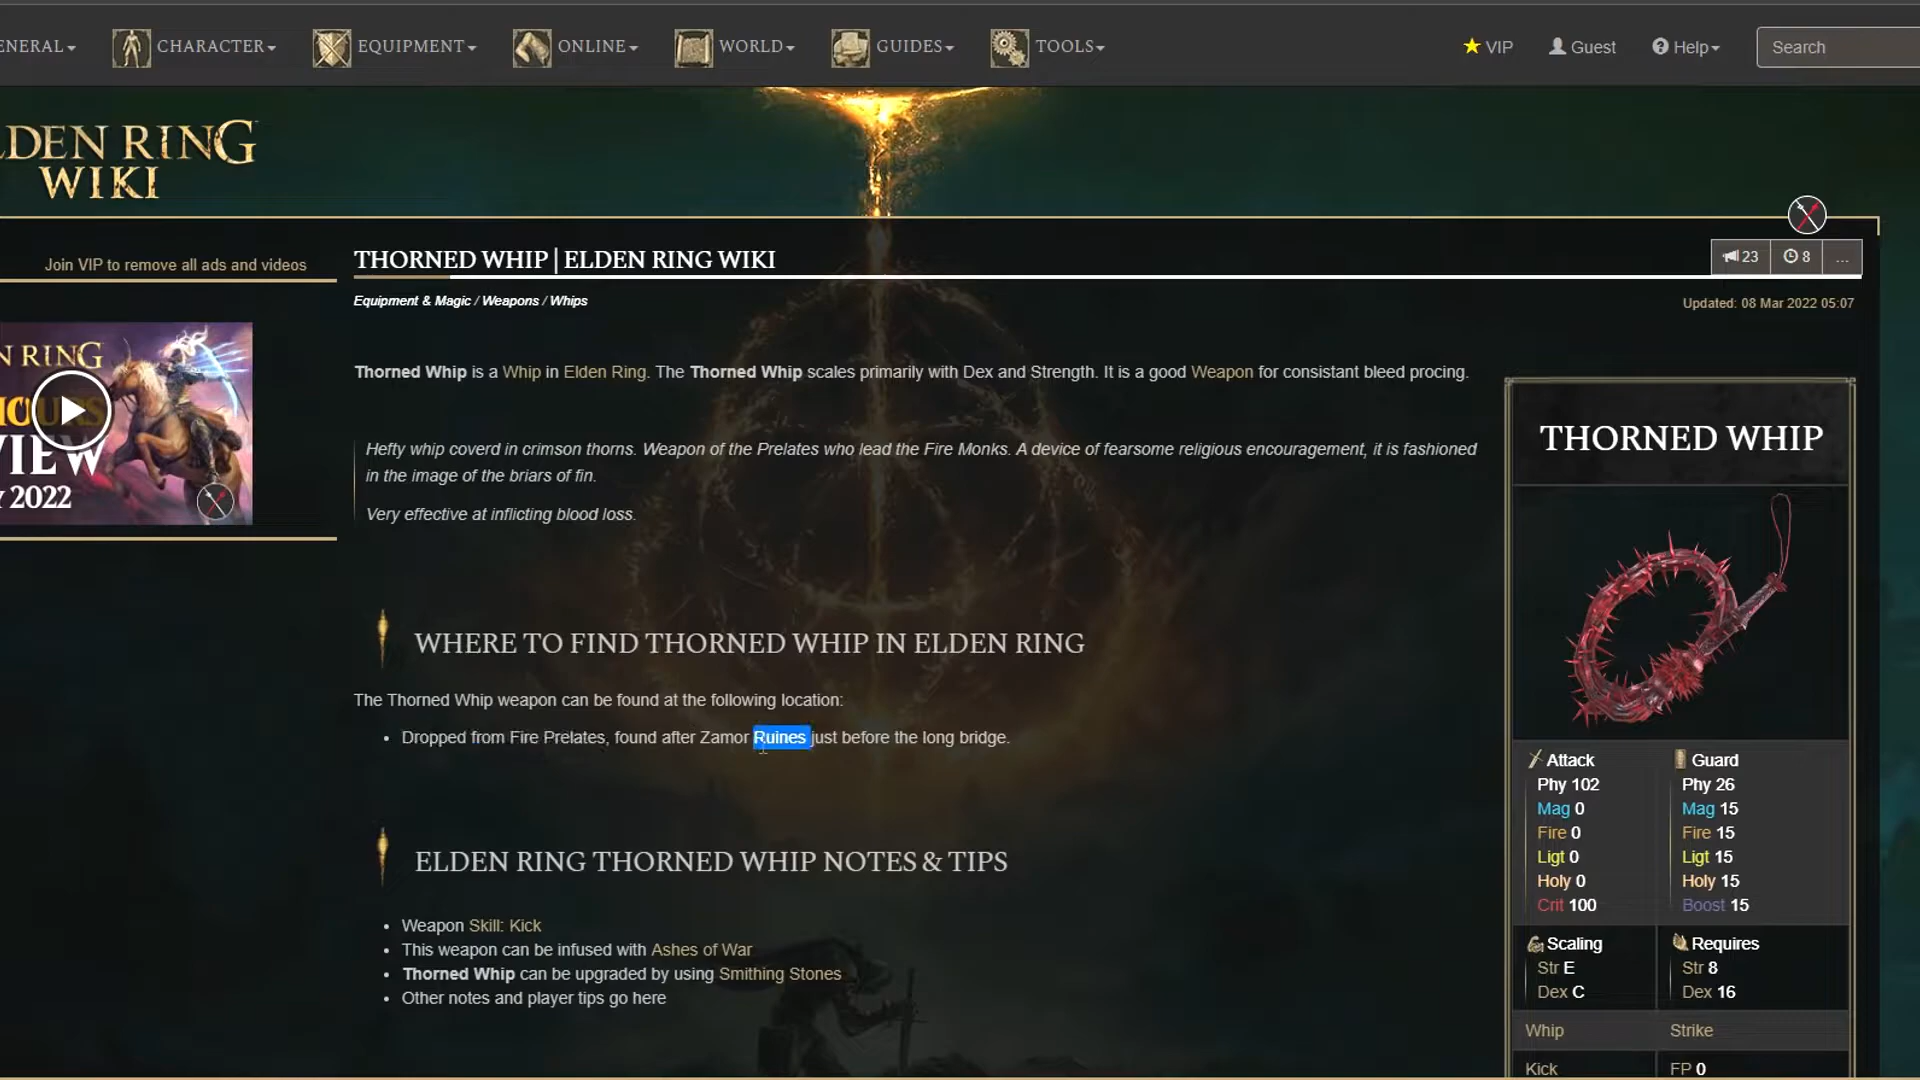 ENERAL
CHARACTER
EQUIPMENT
ONLINE
WORLD
GUIDES
TOOLS
VIP
Guest
Help
Search
LDEN RING
WIKI
Join VIP to remove all ads and videos
THORNED WHIP | ELDEN RING WIKI
23
8
...
Equipment & Magic / Weapons / Whips
Updated: 08 Mar 2022 05:07
N RING
VIEW
2022
Thorned Whip is a Whip in Elden Ring. The Thorned Whip scales primarily with Dex and Strength. It is a good Weapon for consistant bleed procing.
Hefty whip coverd in crimson thorns. Weapon of the Prelates who lead the Fire Monks. A device of fearsome religious encouragement, it is fashioned
in the image of the briars of fin.
Very effective at inflicting blood loss.
WHERE TO FIND THORNED WHIP IN ELDEN RING
The Thorned Whip weapon can be found at the following location:
• Dropped from Fire Prelates, found after Zamor Ruines just before the long bridge.
ELDEN RING THORNED WHIP NOTES & TIPS
• Weapon Skill: Kick
• This weapon can be infused with Ashes of War
• Thorned Whip can be upgraded by using Smithing Stones
• Other notes and player tips go here
THORNED WHIP
Attack Guard
Phy 102 Phy 26
Mag 0 Mag 15
Fire 0 Fire 15
Ligt 0 Ligt 15
Holy 0 Holy 15
Crit 100 Boost 15
Scaling Requires
Str E Str 8
Dex C Dex 16
Whip Strike
Kick FP 0